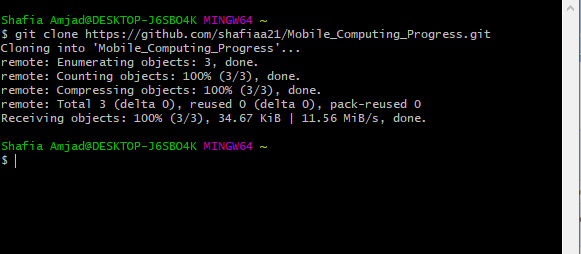 Shafia Amjad@DESKTOP-J6SBO4K MINGW64 ~
$ git clone https://github.com/shafiaa21/Mobile_Computing_Progress.git
Cloning into 'Mobile_Computing_Progress'...
remote: Enumerating objects: 3, done.
remote: Counting objects: 100% (3/3), done.
remote: Compressing objects: 100% (3/3), done.
remote: Total 3 (delta 0), reused 0 (delta 0), pack-reused 0
Receiving objects: 100% (3/3), 34.67 KiB | 11.56 MiB/s, done.
Shafia Amjad@DESKTOP-J6SBO4K MINGW64 ~
$